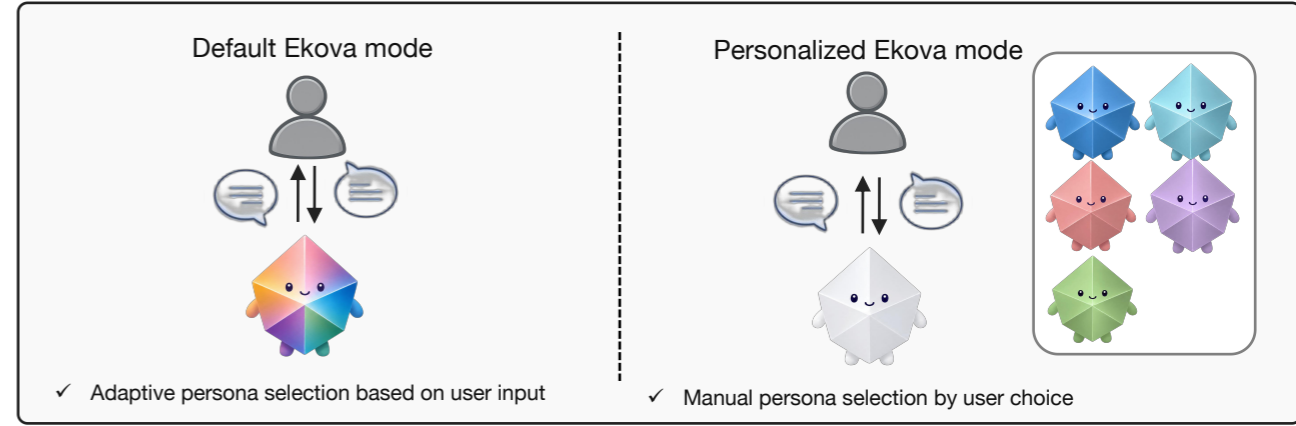 Default Ekova mode
✓ Adaptive persona selection based on user input
Personalized Ekova mode
✓ Manual persona selection by user choice